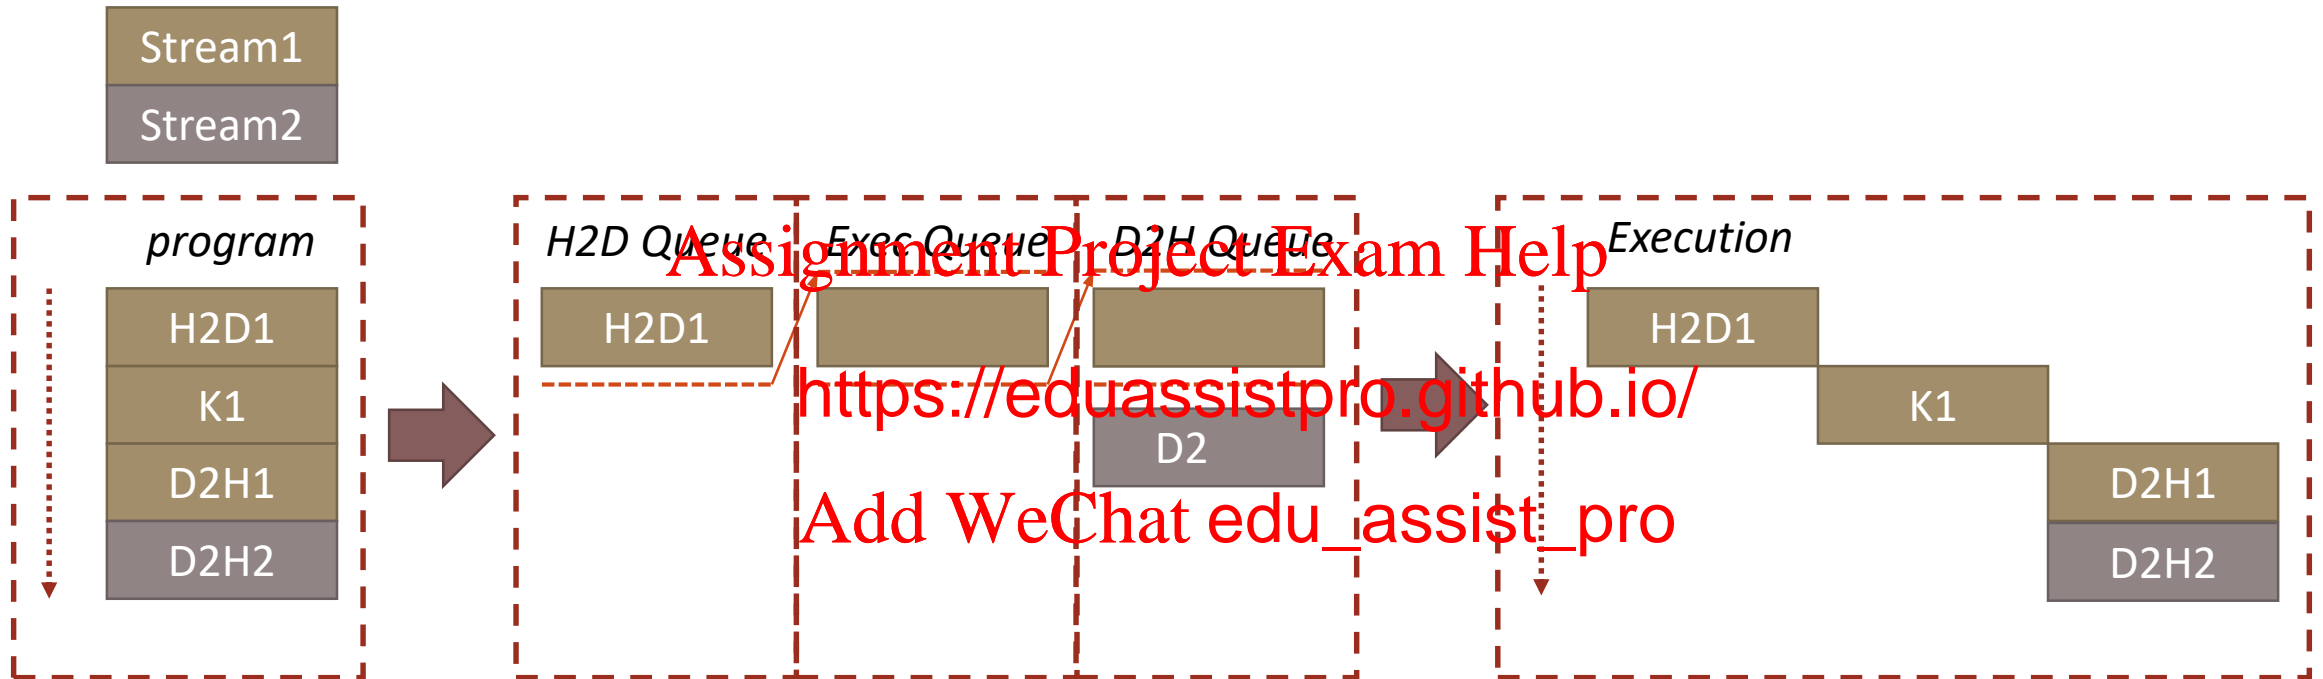 Stream1
Stream2
program
H2D1
K1
D2H1
D2H2
H2D Queue
Exec Queue
D2H Queue
H2D1
D2
Execution
H2D1
K1
D2H1
D2H2
Assignment Project Exam Help
https://eduassistpro.github.io/
Add WeChat edu_assist_pro